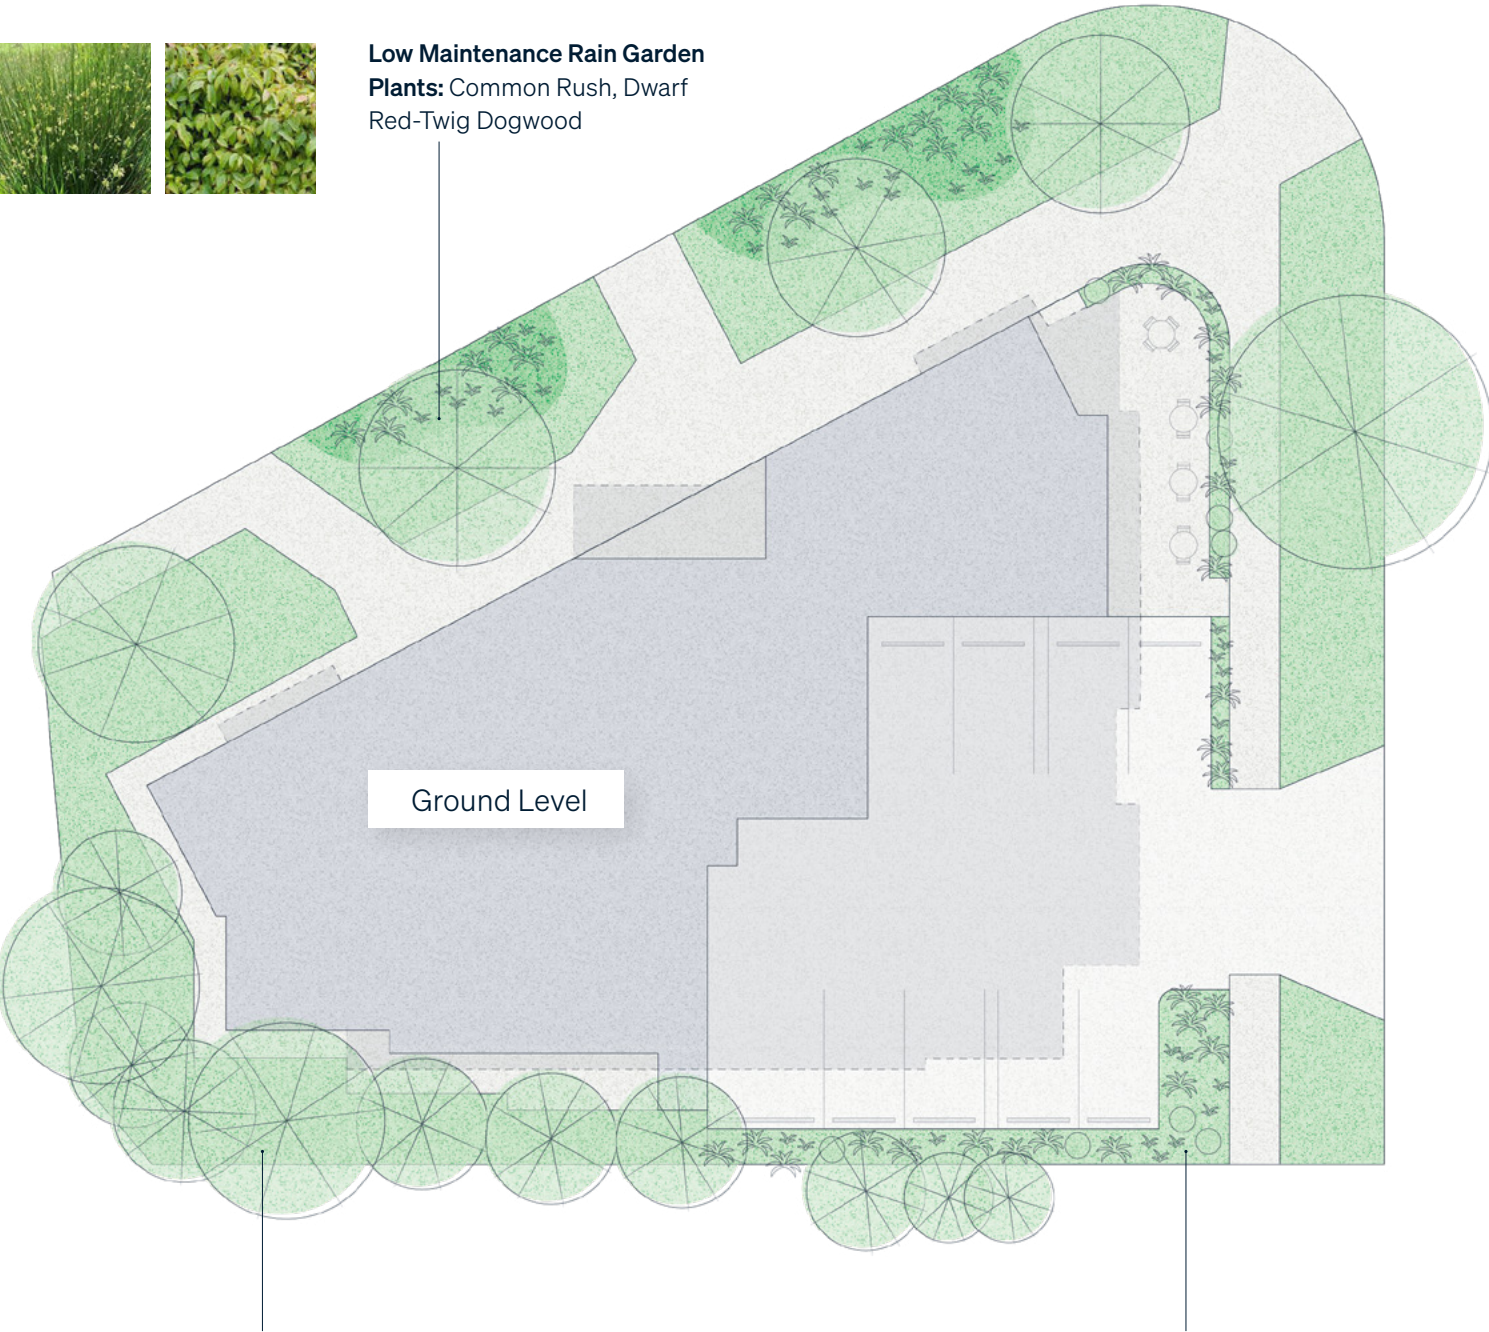 Low Maintenance Rain Garden
Plants: Common Rush, Dwarf
Red-Twig Dogwood
Ground Level